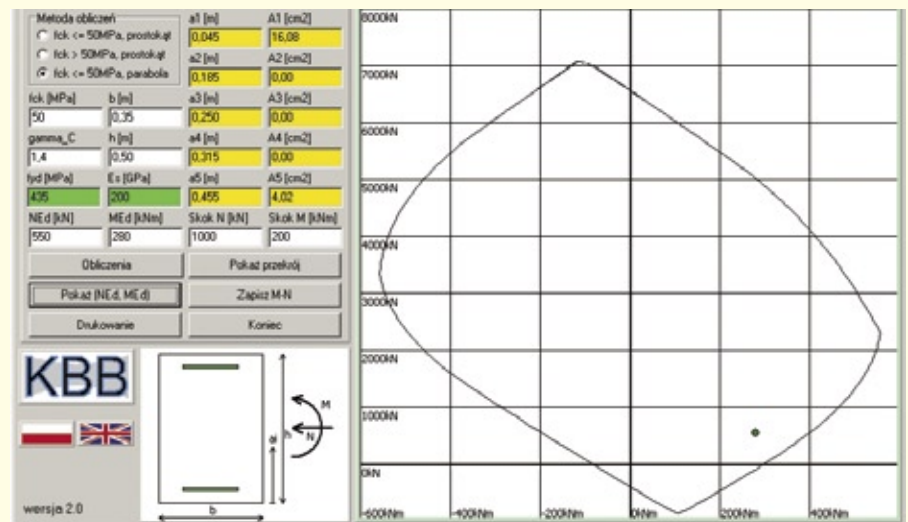 Metoda obliczeń
fck <= 50MPa, prostokąt
fck > 50MPa, prostokąt
fck <= 50MPa, parabola
a1 [m] A1 [cm2]
0,045 16,08
a2 [m] A2 [cm2]
0,185 0,00
fck [MPa] b [m] a3 [m] A3 [cm2]
50 0,35 0,250 0,00
gamma_C h [m] a4 [m] A4 [cm2]
1,4 0,50 0,315 0,00
fyd [MPa] Es [GPa] a5 [m] A5 [cm2]
435 200 0,455 4,02
NEd [kN] MEd [kNm] Skok N [kN] Skok M [kNm]
550 280 1000 200
Obliczenia Pokaż przekrój
Pokaż (NEd, MEd) Zapisz M-N
Drukowanie Koniec
KBB
wersja 2.0
M
N
h
ai
b
8000kN
7000kN
6000kN
5000kN
4000kN
3000kN
2000kN
1000kN
0kN
-600kNm -400kNm -200kNm 0kNm 200kNm 400kNm